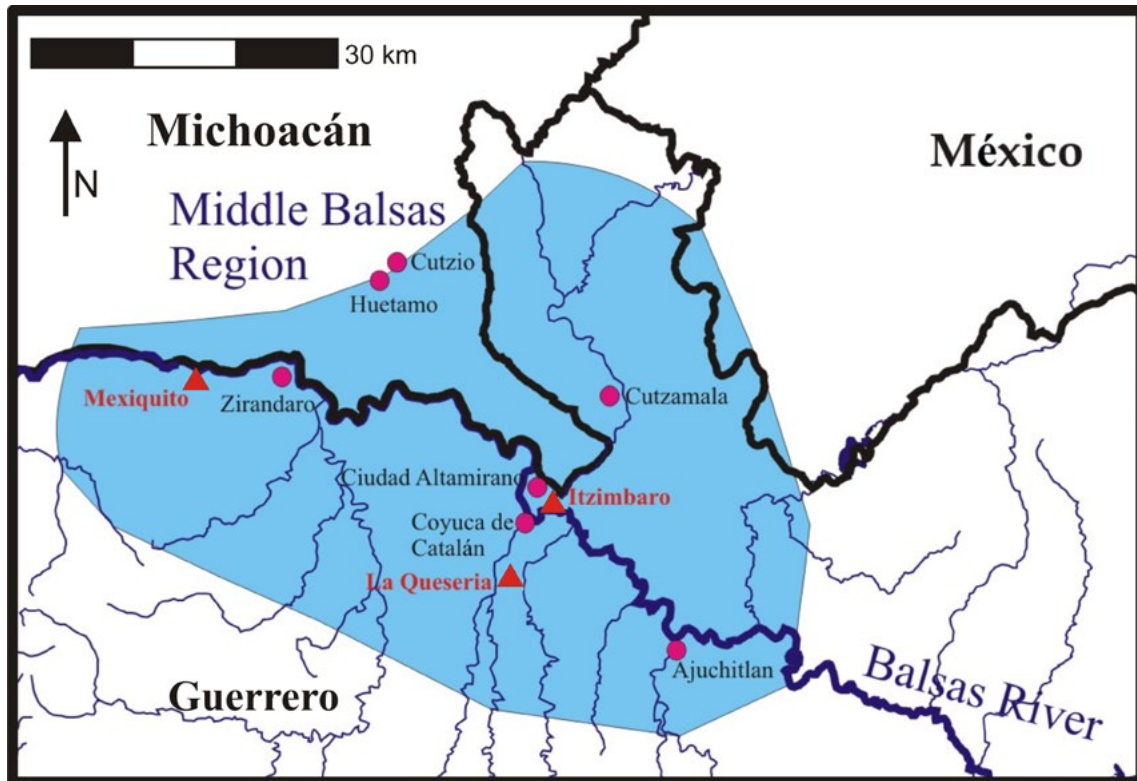 30 km
Michoacán
México
N
Middle Balsas
Region
Cutzio
Huetamo
Mexiquito
Zirandaro
Cutzamala
Ciudad Altamirano
Itzimbaro
Coyuca de
Catalán
La Queseria
Ajuchitlan
Guerrero
Balsas River